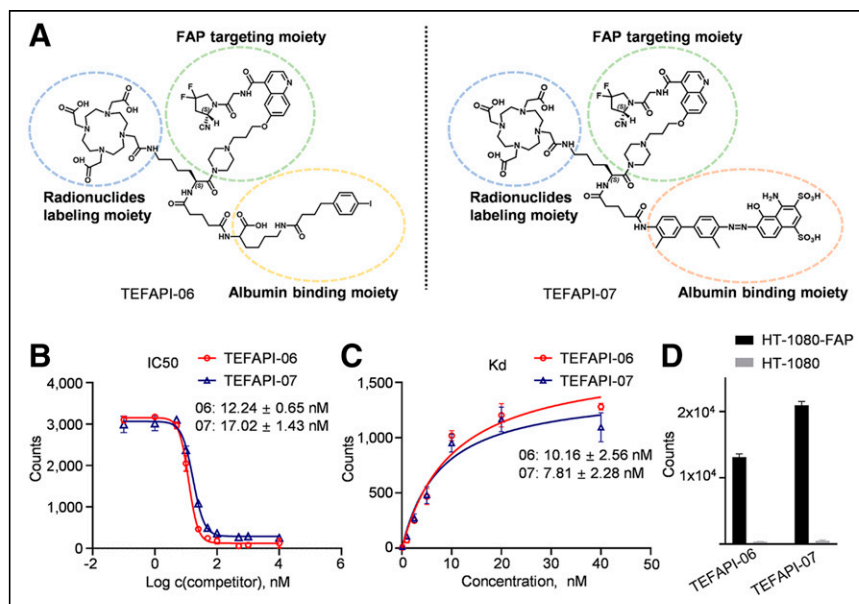 A
FAP targeting moiety
FAP targeting moiety
Radionuclides
labeling moiety
Radionuclides
labeling moiety
TEFAPI-06
Albumin binding moiety
TEFAPI-07
Albumin binding moiety
B
IC50
TEFAPI-06
TEFAPI-07
06: 12.24 ± 0.65 nM
07: 17.02 ± 1.43 nM
Counts
4,000
3,000
2,000
1,000
0
-2
0
2
4
6
Log c(competitor), nM
C
Kd
TEFAPI-06
TEFAPI-07
06: 10.16 ± 2.56 nM
07: 7.81 ± 2.28 nM
Counts
1,500
1,000
500
0
0
10
20
30
40
50
Concentration, nM
D
HT-1080-FAP
HT-1080
Counts
2×10⁴
1×10⁴
TEFAPI-06
TEFAPI-07